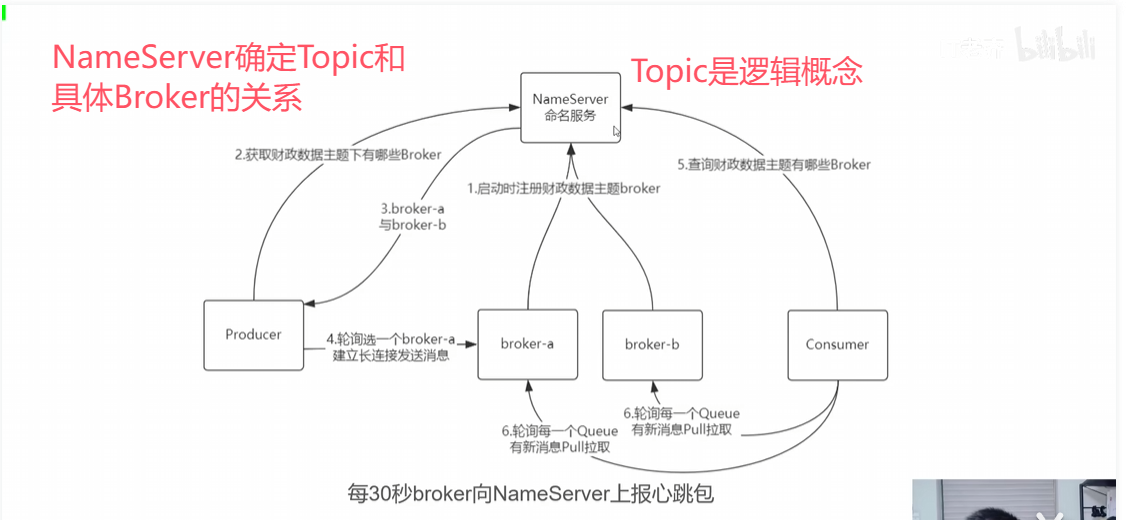 NameServer确定Topic和
具体Broker的关系
Topic是逻辑概念
bilibili
NameServer
命名服务
2.获取财政数据主题下有哪些Broker
5.查询财政数据主题有哪些Broker
1.启动时注册财政数据主题broker
3.broker-a
与broker-b
Producer
4.轮询选一个broker-a
建立长连接发送消息
broker-a
broker-b
Consumer
6.轮询每一个Queue
有新消息Pull拉取
6.轮询每一个Queue
有新消息Pull拉取
每30秒broker向NameServer上报心跳包